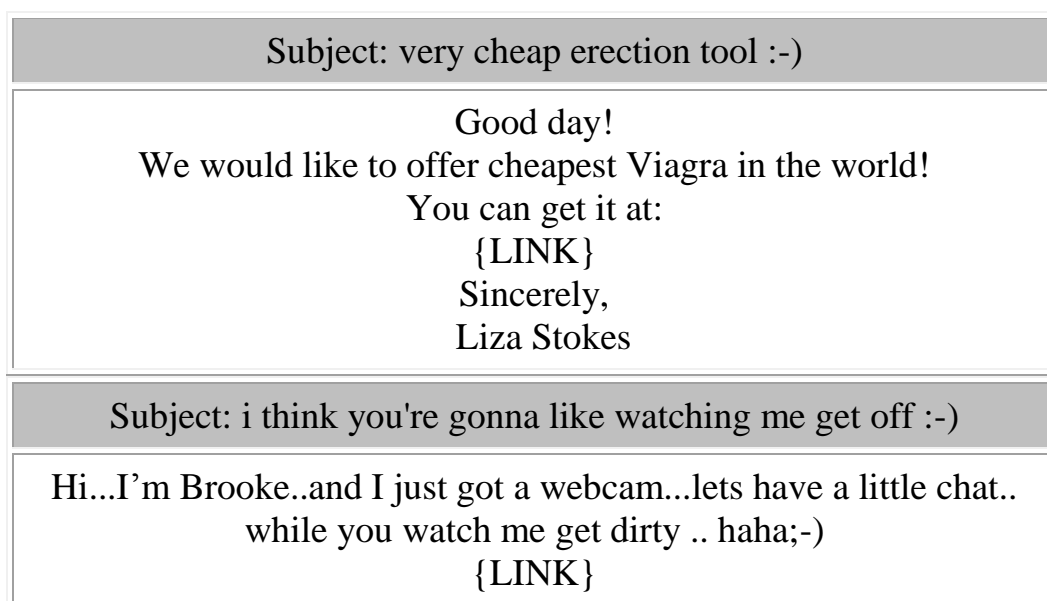 Subject: very cheap erection tool :-)
Good day!
We would like to offer cheapest Viagra in the world!
You can get it at:
{LINK}
Sincerely,
Liza Stokes
Subject: i think you're gonna like watching me get off :-)
Hi...I’m Brooke..and I just got a webcam...lets have a little chat..
while you watch me get dirty .. haha;-)
{LINK}